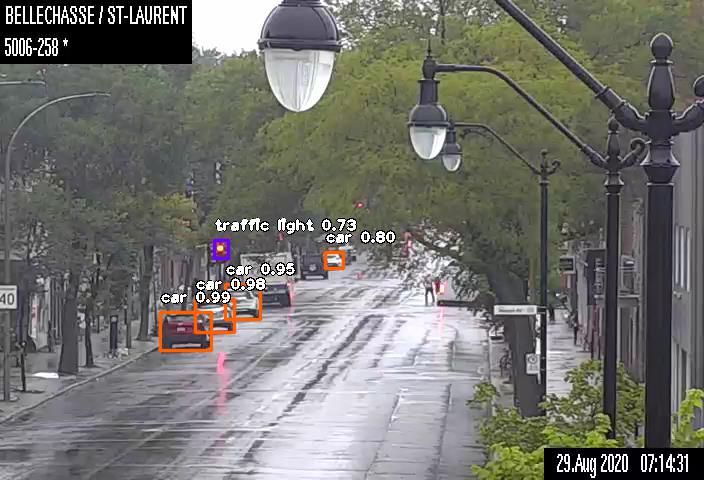 BELLECHASSE / ST-LAURENT
5006-258 *
traffic light 0.73
car 0.80
car 0.95
car 0.98
car 0.99
40
29.Aug 2020 07:14:31